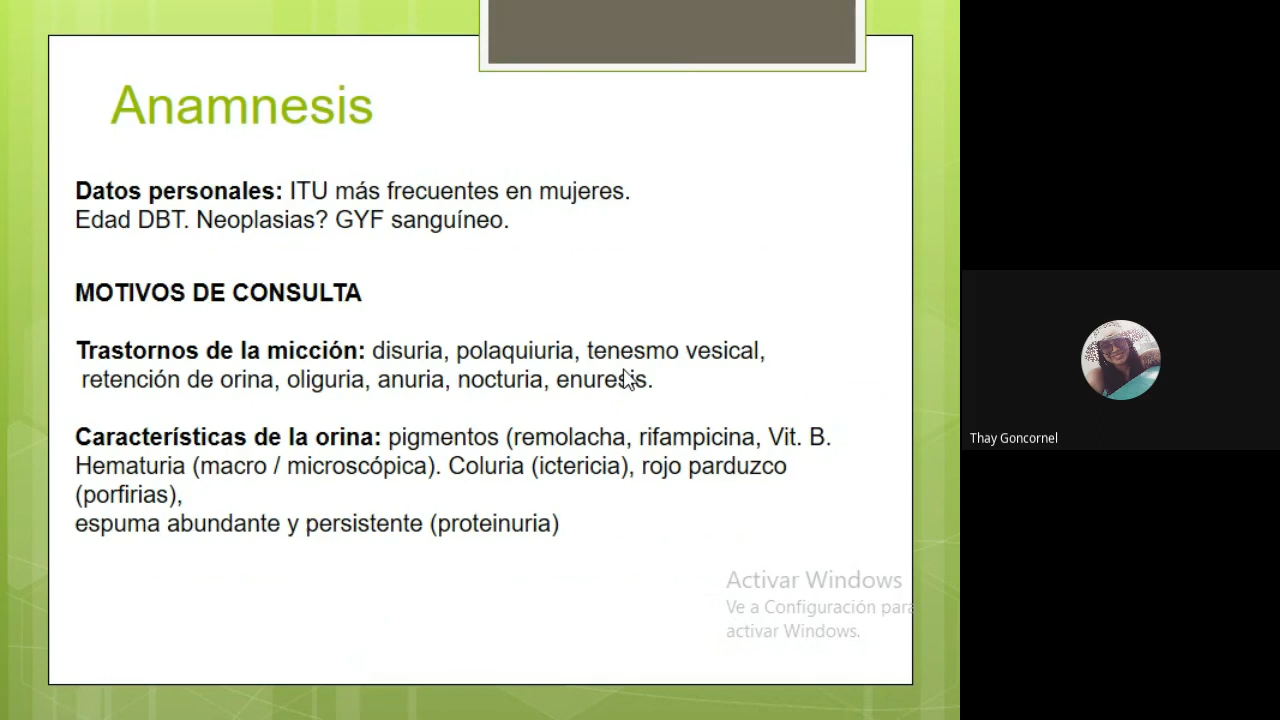 Anamnesis
Datos personales: ITU más frecuentes en mujeres.
Edad DBT. Neoplasias? GYF sanguíneo.
MOTIVOS DE CONSULTA
Trastornos de la micción: disuria, polaquiuria, tenesmo vesical,
retención de orina, oliguria, anuria, nocturia, enuresis.
Características de la orina: pigmentos (remolacha, rifampicina, Vit. B.
Hematuria (macro / microscópica). Coluria (ictericia), rojo parduzco
(porfirias),
espuma abundante y persistente (proteinuria)
Activar Windows
Ve a Configuración para
activar Windows.
Thay Goncornel